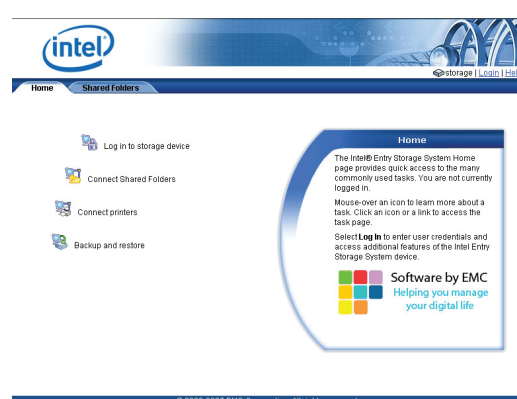 intel
storage | Login | Hel
Home
Shared Folders
Log in to storage device
Connect Shared Folders
Connect printers
Backup and restore
Home
The Intel® Entry Storage System Home
page provides quick access to the many
commonly used tasks. You are not currently
logged in.
Mouse-over an icon to learn more about a
task. Click an icon or a link to access the
task page.
Select Log In to enter user credentials and
access additional features of the Intel Entry
Storage System device.
Software by EMC
Helping you manage
your digital life